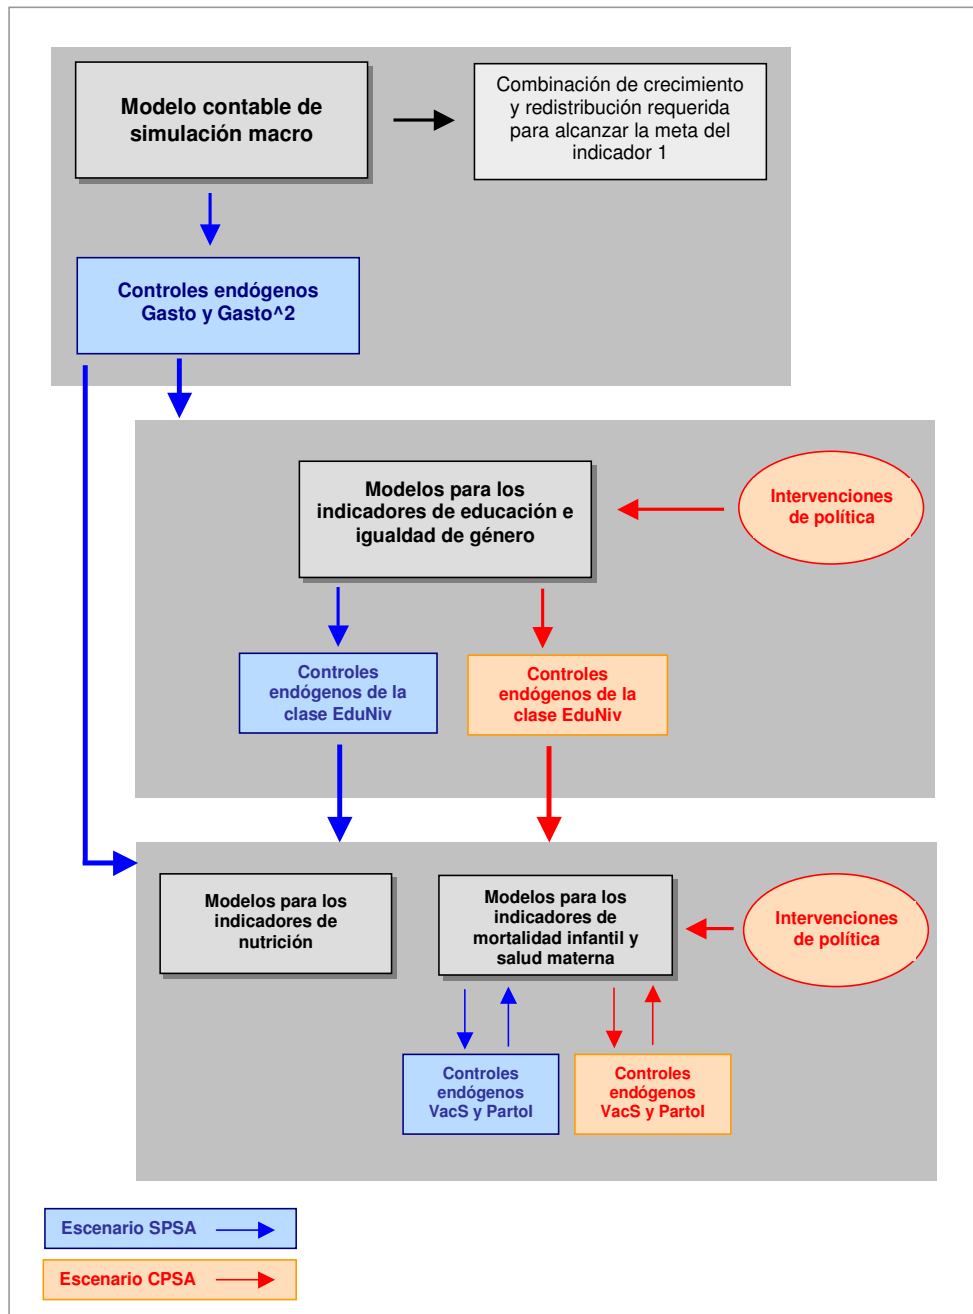 Modelo contable de
simulación macro
Combinación de crecimiento
y redistribución requerida
para alcanzar la meta del
indicador 1
Controles endógenos
Gasto y Gasto^2
Modelos para los
indicadores de educación e
igualdad de género
Intervenciones
de política
Controles
endógenos de la
clase EduNiv
Controles
endógenos de la
clase EduNiv
Modelos para los
indicadores de
nutrición
Modelos para los
indicadores de
mortalidad infantil y
salud materna
Intervenciones
de política
Controles
endógenos
VacS y PartoI
Controles
endógenos
VacS y PartoI
Escenario SPSA
Escenario CPSA